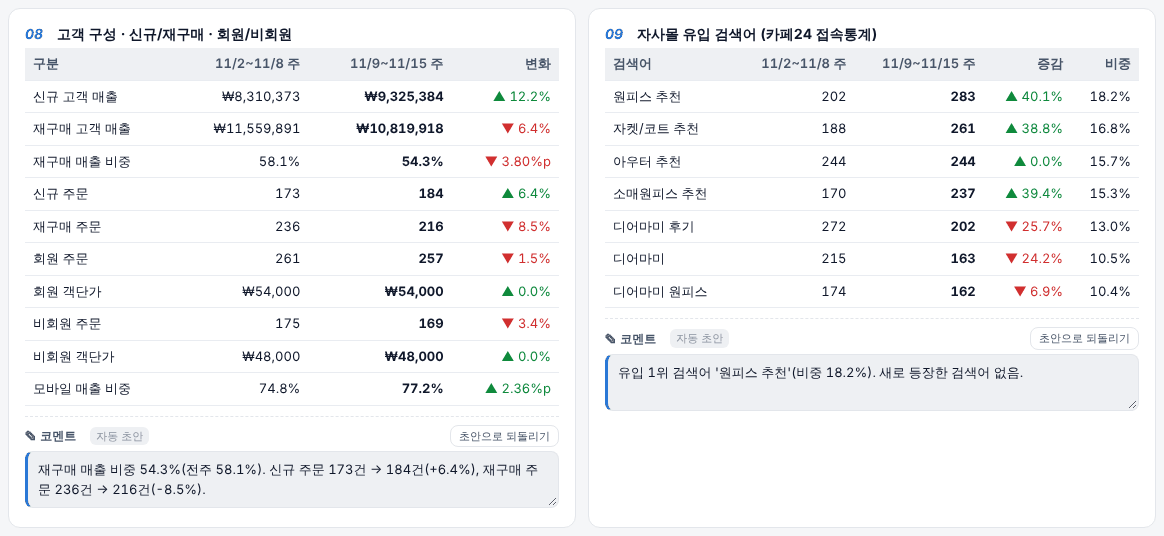 08 고객 구성 · 신규/재구매 · 회원/비회원
구분 11/2~11/8 주 11/9~11/15 주 변화
신규 고객 매출 ₩8,310,373 ₩9,325,384 ▲ 12.2%
재구매 고객 매출 ₩11,559,891 ₩10,819,918 ▼ 6.4%
재구매 매출 비중 58.1% 54.3% ▼ 3.80%p
신규 주문 173 184 ▲ 6.4%
재구매 주문 236 216 ▼ 8.5%
회원 주문 261 257 ▼ 1.5%
회원 객단가 ₩54,000 ₩54,000 ▲ 0.0%
비회원 주문 175 169 ▼ 3.4%
비회원 객단가 ₩48,000 ₩48,000 ▲ 0.0%
모바일 매출 비중 74.8% 77.2% ▲ 2.36%p
✎ 코멘트 자동 초안 초안으로 되돌리기
재구매 매출 비중 54.3%(전주 58.1%). 신규 주문 173건 → 184건(+6.4%), 재구매 주
문 236건 → 216건(-8.5%).
09 자사몰 유입 검색어 (카페24 접속통계)
검색어 11/2~11/8 주 11/9~11/15 주 증감 비중
원피스 추천 202 283 ▲ 40.1% 18.2%
자켓/코트 추천 188 261 ▲ 38.8% 16.8%
아우터 추천 244 244 ▲ 0.0% 15.7%
소매원피스 추천 170 237 ▲ 39.4% 15.3%
디어마미 후기 272 202 ▼ 25.7% 13.0%
디어마미 215 163 ▼ 24.2% 10.5%
디어마미 원피스 174 162 ▼ 6.9% 10.4%
✎ 코멘트 자동 초안 초안으로 되돌리기
유입 1위 검색어 '원피스 추천'(비중 18.2%). 새로 등장한 검색어 없음.